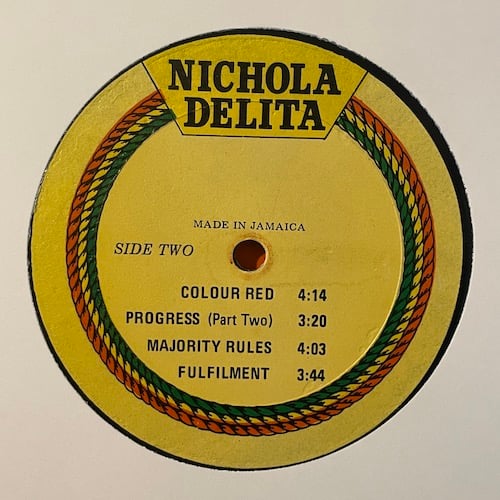 NICHOLA
DELITA
MADE IN JAMAICA
SIDE TWO
COLOUR RED 4:14
PROGRESS (Part Two) 3:20
MAJORITY RULES 4:03
FULFILMENT 3:44